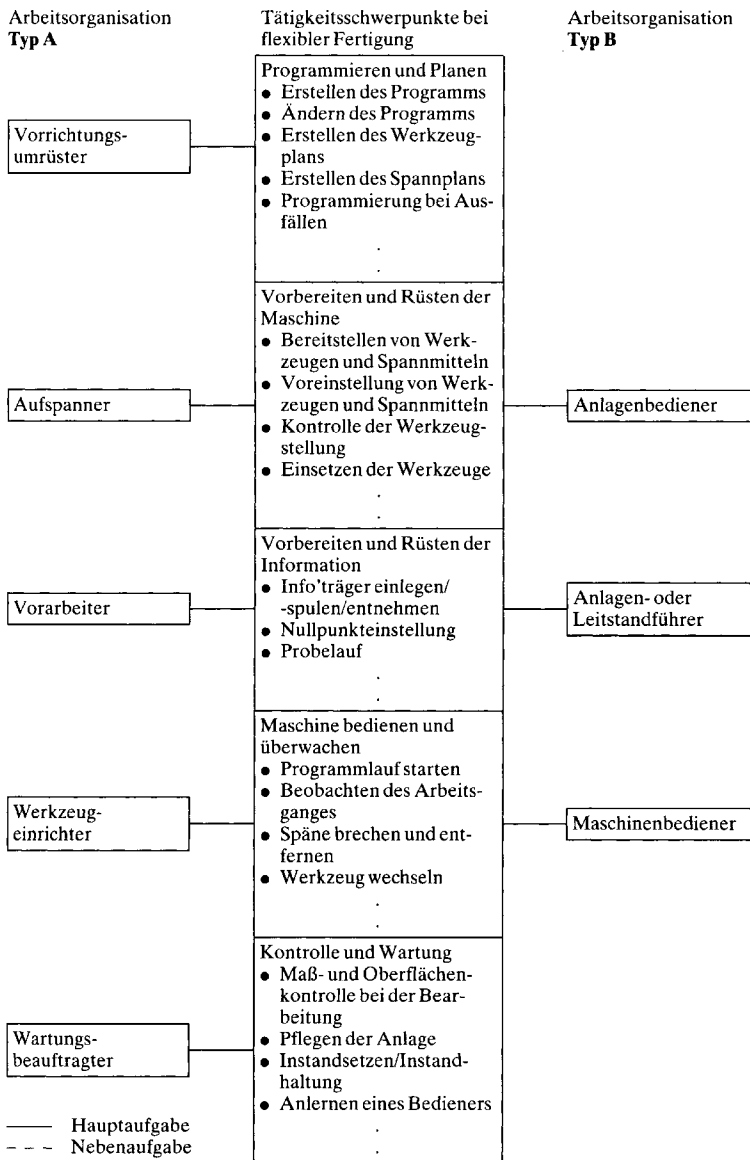 Arbeitsorganisation
Typ A
Tätigkeitsschwerpunkte bei
flexibler Fertigung
Arbeitsorganisation
Typ B
Programmieren und Planen
● Erstellen des Programms
● Ändern des Programms
● Erstellen des Werkzeug-
plans
● Erstellen des Spannplans
● Programmierung bei Aus-
fällen
.
.
Vorrichtungs-
umrüster
Vorbereiten und Rüsten der
Maschine
● Bereitstellen von Werk-
zeugen und Spannmitteln
● Voreinstellung von Werk-
zeugen und Spannmitteln
● Kontrolle der Werkzeug-
stellung
● Einsetzen der Werkzeuge
.
.
Aufspanner
Anlagenbediener
Vorbereiten und Rüsten der
Information
● Info'träger einlegen/
-spulen/entnehmen
● Nullpunkteinstellung
● Probelauf
.
.
Vorarbeiter
Anlagen- oder
Leitstandführer
Maschine bedienen und
überwachen
● Programmlauf starten
● Beobachten des Arbeits-
ganges
● Späne brechen und ent-
fernen
● Werkzeug wechseln
.
.
Werkzeug-
einrichter
Maschinenbediener
Kontrolle und Wartung
● Maß- und Oberflächen-
kontrolle bei der Bear-
beitung
● Pflegen der Anlage
● Instandsetzen/Instand-
haltung
● Anlernen eines Bedieners
.
.
Wartungs-
beauftragter
Hauptaufgabe
Nebenaufgabe